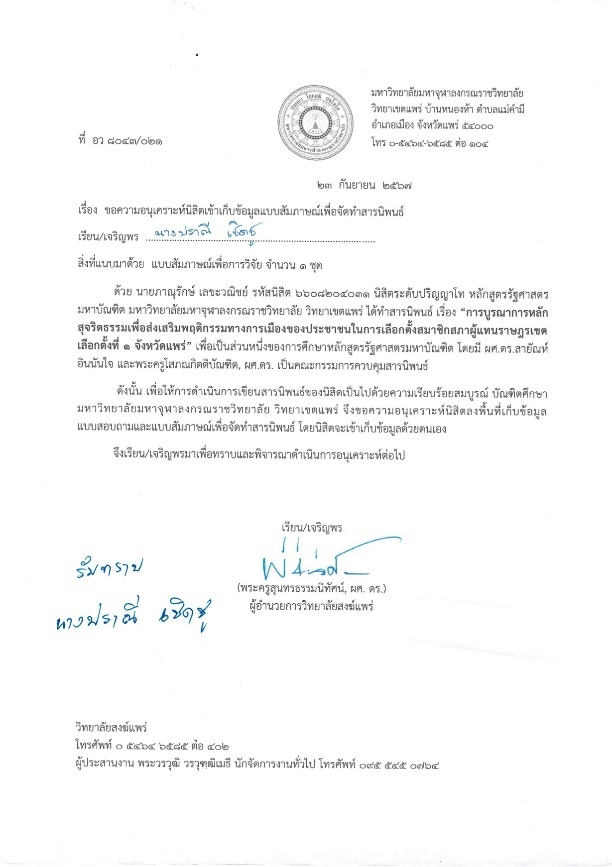 มหาวิทยาลัยมหาจุฬาลงกรณราชวิทยาลัย
วิทยาเขตแพร่ บ้านหนองห้า ตำบลแม่คำมี
อำเภอเมือง จังหวัดแพร่ ๕๔๐๐๐
โทร ๐-๕๔๖๔-๖๕๘๕ ต่อ ๑๐๔
ที่ อว ๘๐๔๓/๐๒๑
๒๓ กันยายน ๒๕๖๗
เรื่อง ขอความอนุเคราะห์นิสิตเข้าเก็บข้อมูลแบบสัมภาษณ์เพื่อจัดทำสารนิพนธ์
เรียน/เจริญพร นางปราณี เชิดชู
สิ่งที่แนบมาด้วย แบบสัมภาษณ์เพื่อการวิจัย จำนวน ๑ ชุด
ด้วย นายภาณุรักษ์ เลขะวณิชย์ รหัสนิสิต ๖๖๐๘๒๐๔๐๓๑ นิสิตระดับปริญญาโท หลักสูตรรัฐศาสตร
มหาบัณฑิต มหาวิทยาลัยมหาจุฬาลงกรณราชวิทยาลัย วิทยาเขตแพร่ ได้ทำสารนิพนธ์ เรื่อง “การบูรณาการหลัก
สุจริตธรรมเพื่อส่งเสริมพฤติกรรมทางการเมืองของประชาชนในการเลือกตั้งสมาชิกสภาผู้แทนราษฎรเขต
เลือกตั้งที่ ๑ จังหวัดแพร่” เพื่อเป็นส่วนหนึ่งของการศึกษาหลักสูตรรัฐศาสตรมหาบัณฑิต โดยมี ผศ.ดร.สายัณห์
อินนันใจ และพระครูโสภณกิตติบัณฑิต, ผศ.ดร. เป็นคณะกรรมการควบคุมสารนิพนธ์
ดังนั้น เพื่อให้การดำเนินการเขียนสารนิพนธ์ของนิสิตเป็นไปด้วยความเรียบร้อยสมบูรณ์ บัณฑิตศึกษา
มหาวิทยาลัยมหาจุฬาลงกรณราชวิทยาลัย วิทยาเขตแพร่ จึงขอความอนุเคราะห์นิสิตลงพื้นที่เก็บข้อมูล
แบบสอบถามและแบบสัมภาษณ์เพื่อจัดทำสารนิพนธ์ โดยนิสิตจะเข้าเก็บข้อมูลด้วยตนเอง
จึงเรียน/เจริญพรมาเพื่อทราบและพิจารณาดำเนินการอนุเคราะห์ต่อไป
เรียน/เจริญพร
(พระครูสุนทรธรรมนิทัศน์, ผศ. ดร.)
ผู้อำนวยการวิทยาลัยสงฆ์แพร่
รับทราบ
นางปราณี เชิดชู
วิทยาลัยสงฆ์แพร่
โทรศัพท์ ๐ ๕๔๖๔ ๖๕๘๕ ต่อ ๔๐๒
ผู้ประสานงาน พระวรวุฒิ วรวุฑฺฒิเมธี นักจัดการงานทั่วไป โทรศัพท์ ๐๙๕ ๕๔๕ ๐๗๖๔